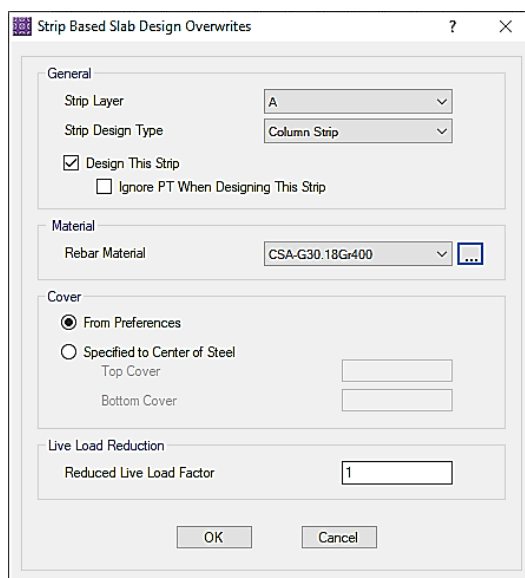 Strip Based Slab Design Overwrites ?
General
Strip Layer A
Strip Design Type Column Strip
Design This Strip
Ignore PT When Designing This Strip
Material
Rebar Material CSA-G30.18Gr400 ...
Cover
From Preferences
Specified to Center of Steel
Top Cover
Bottom Cover
Live Load Reduction
Reduced Live Load Factor 1
OK Cancel